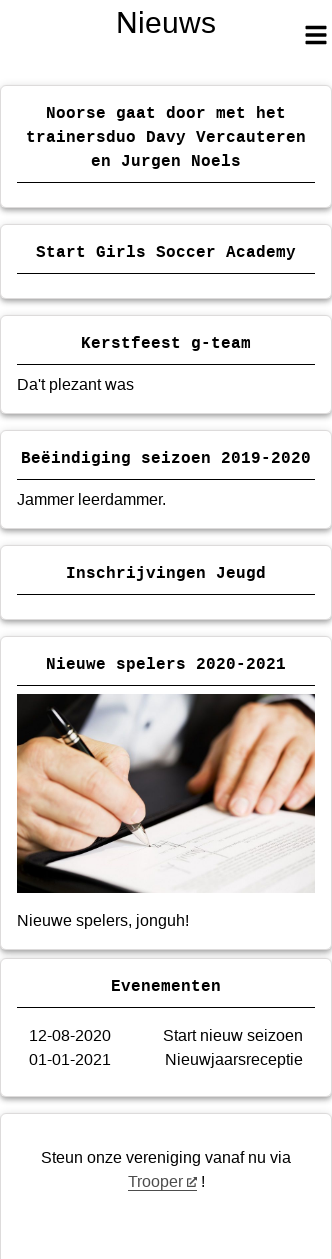 Nieuws
Noorse gaat door met het
trainersduo Davy Vercauteren
en Jurgen Noels
Start Girls Soccer Academy
Kerstfeest g-team
Da't plezant was
Beëindiging seizoen 2019-2020
Jammer leerdammer.
Inschrijvingen Jeugd
Nieuwe spelers 2020-2021
Nieuwe spelers, jonguh!
Evenementen
12-08-2020 Start nieuw seizoen
01-01-2021 Nieuwjaarsreceptie
Steun onze vereniging vanaf nu via
Trooper !